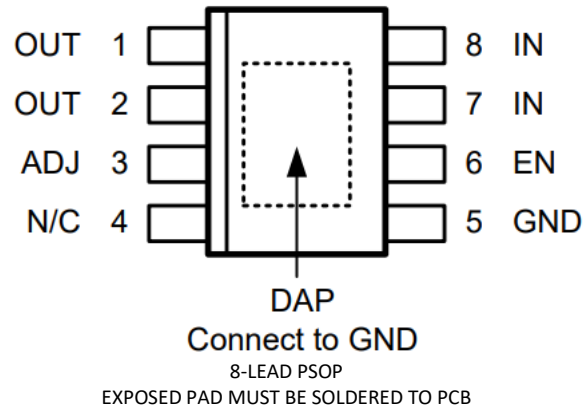 OUT 1 8 IN
OUT 2 7 IN
ADJ 3 6 EN
N/C 4 5 GND
DAP
Connect to GND
8-LEAD PSOP
EXPOSED PAD MUST BE SOLDERED TO PCB